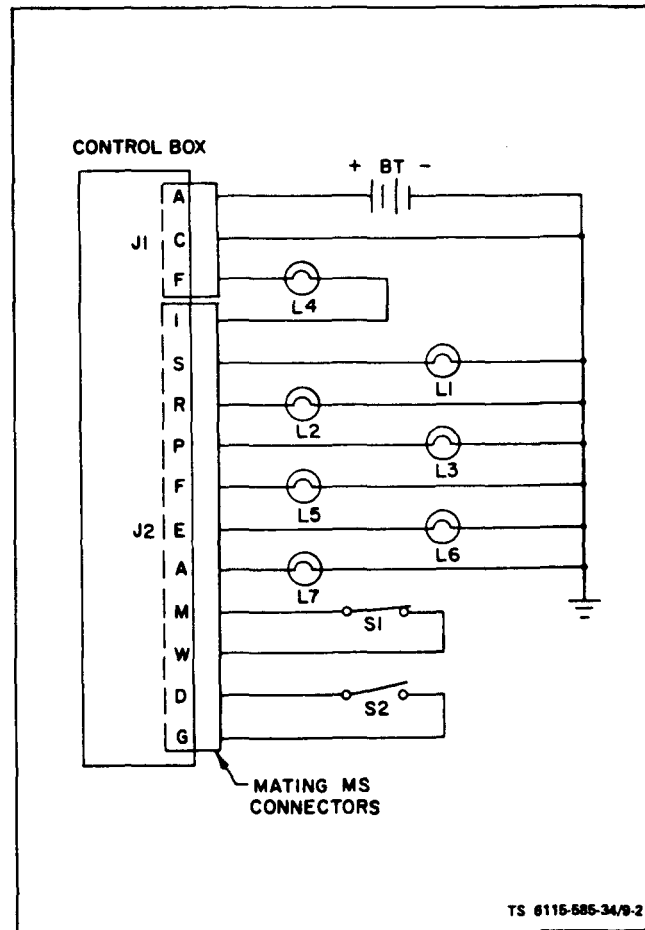 CONTROL BOX
+ BT -
A
J1
C
F
L4
I
S
L1
R
L2
P
L3
F
L5
J2
E
L6
A
L7
M
S1
W
D
S2
G
MATING MS
CONNECTORS
TS 6115-585-34/9-2